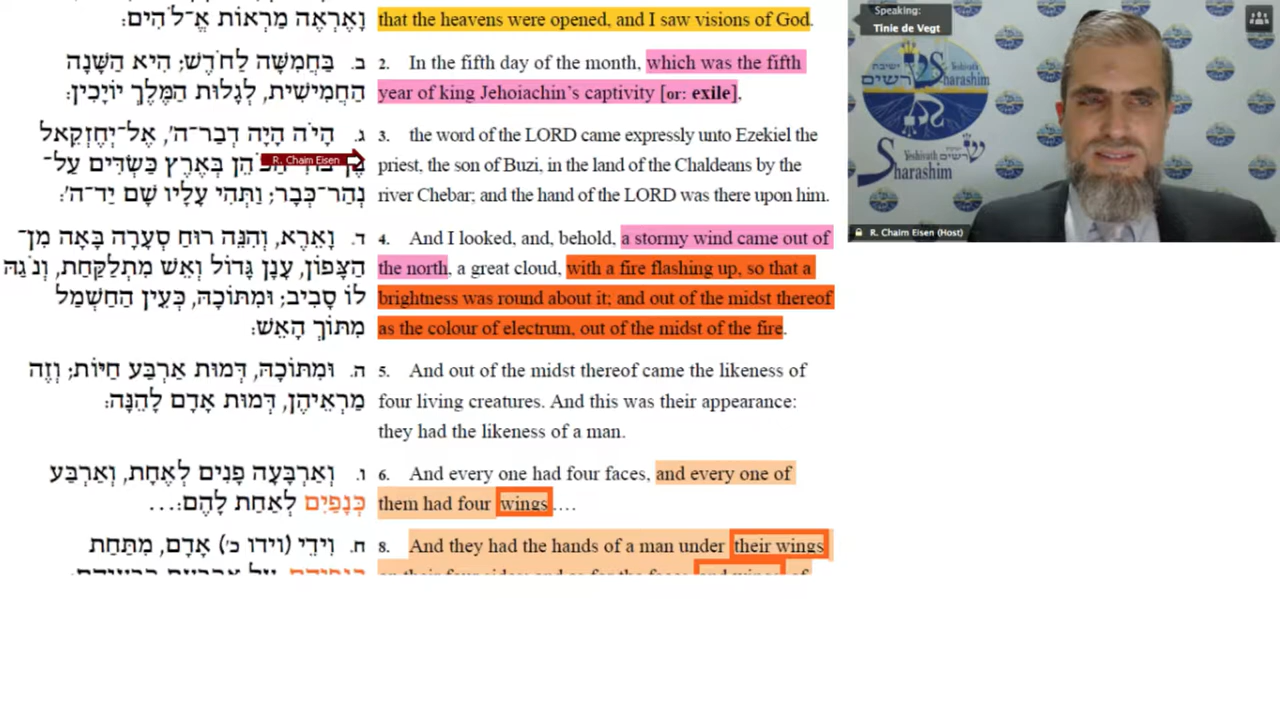 וָאֶרְאֶה מַרְאוֹת אֱ־לֹהִים:
that the heavens were opened, and I saw visions of God.
ב. בַּחֲמִשָּׁה לַחֹדֶשׁ; הִיא הַשָּׁנָה
הַחֲמִישִׁית, לְגָלוּת הַמֶּלֶךְ יוֹיָכִין:
2. In the fifth day of the month, which was the fifth
year of king Jehoiachin's captivity [or: exile],
ג. הָיֹה הָיָה דְבַר־ה', אֶל־יְחֶזְקֵאל
בְּאֶרֶץ כַּשְׂדִּים עַל־
נְהַר־כְּבָר; וַתְּהִי עָלָיו שָׁם יַד־ה':
R. Chaim Eisen
3. the word of the LORD came expressly unto Ezekiel the
priest, the son of Buzi, in the land of the Chaldeans by the
river Chebar; and the hand of the LORD was there upon him.
ד. וָאֵרֶא, וְהִנֵּה רוּחַ סְעָרָה בָּאָה מִן־
הַצָּפוֹן, עָנָן גָּדוֹל וְאֵשׁ מִתְלַקַּחַת, וְנֹגַהּ
לוֹ סָבִיב; וּמִתּוֹכָהּ, כְּעֵין הַחַשְׁמַל
מִתּוֹךְ הָאֵשׁ:
4. And I looked, and, behold, a stormy wind came out of
the north, a great cloud, with a fire flashing up, so that a
brightness was round about it; and out of the midst thereof
as the colour of electrum, out of the midst of the fire.
ה. וּמִתּוֹכָהּ, דְּמוּת אַרְבַּע חַיּוֹת; וְזֶה
מַרְאֵיהֶן, דְּמוּת אָדָם לָהֵנָּה:
5. And out of the midst thereof came the likeness of
four living creatures. And this was their appearance:
they had the likeness of a man.
ו. וְאַרְבָּעָה פָנִים לְאֶחָת, וְאַרְבַּע
כְּנָפַיִם לְאַחַת לָהֶם:...
6. And every one had four faces, and every one of
them had four wings....
ח. וִידֵי (וידו כ') אָדָם, מִתַּחַת
8. And they had the hands of a man under their wings
Speaking:
Tinie de Vegt
ישיבת
שרשים
Yeshivath
Sharashim
Yeshivath ישיבת
Sharashim
R. Chaim Eisen (Host)